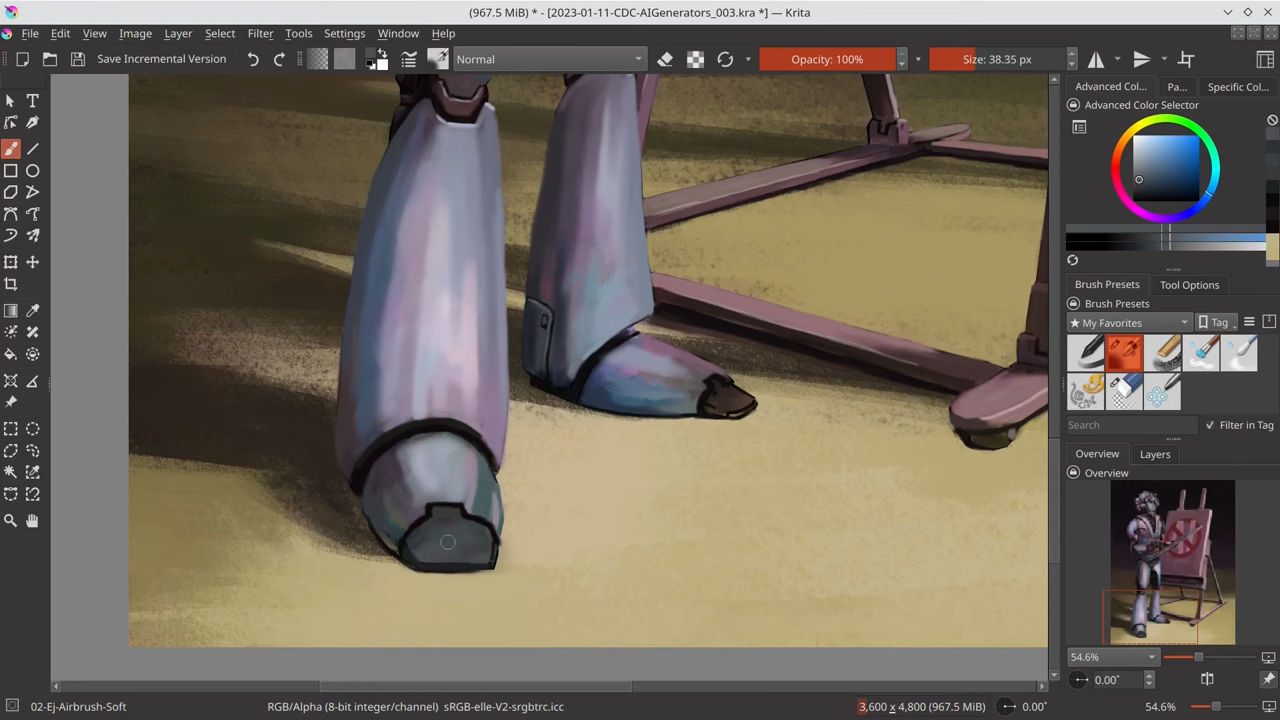 (967.5 MiB) * - [2023-01-11-CDC-AIGenerators_003.kra *] — Krita
File Edit View Image Layer Select Filter Tools Settings Window Help
Save Incremental Version Normal Opacity: 100% Size: 38.35 px
Advanced Col... Pa... Specific Col...
Advanced Color Selector
Brush Presets Tool Options
Brush Presets
★ My Favorites Tag
Search Filter in Tag
Overview Layers
Overview
54.6%
0.00°
02-Ej-Airbrush-Soft RGB/Alpha (8-bit integer/channel) sRGB-elle-V2-srgbtrc.icc 3,600 x 4,800 (967.5 MiB) 0.00° 54.6%